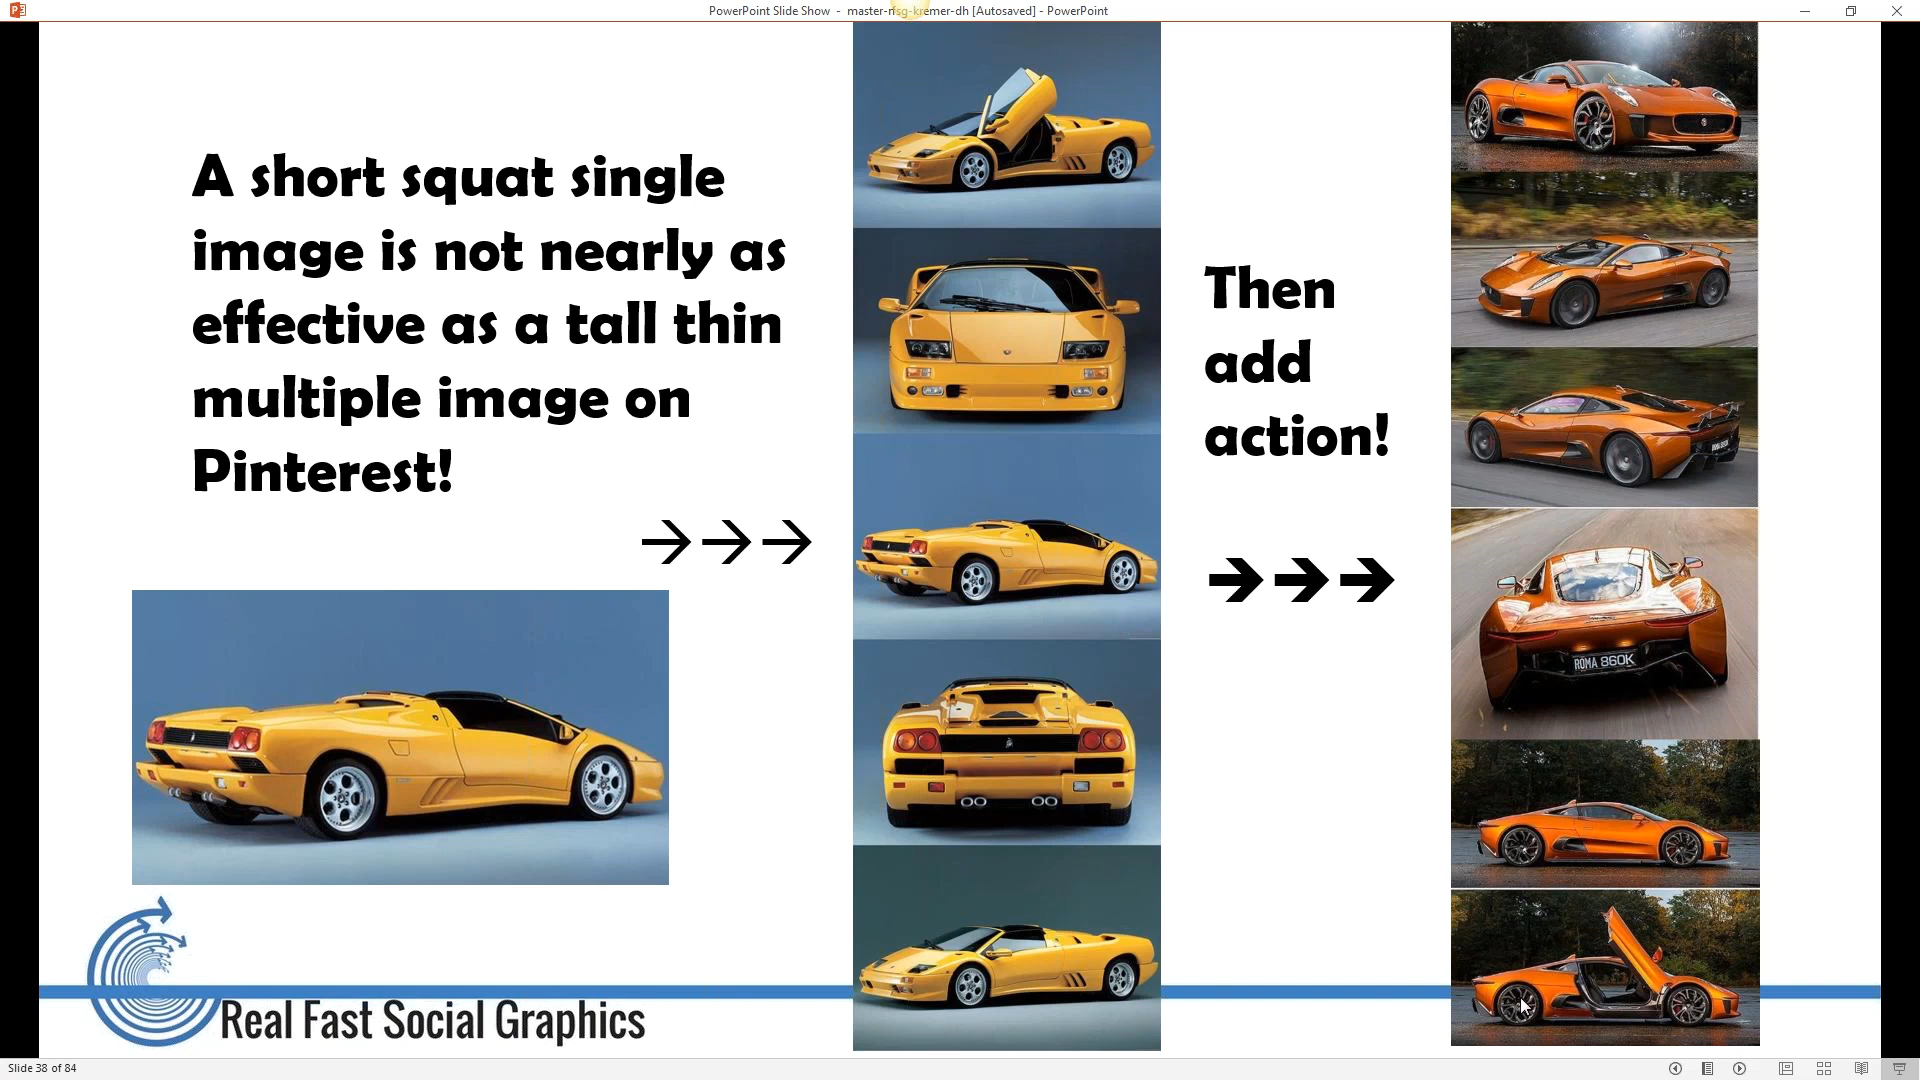 PowerPoint Slide Show - master-rfsg-kremer-dh [Autosaved] - PowerPoint
A short squat single
image is not nearly as
effective as a tall thin
multiple image on
Pinterest!
Then
add
action!
ROMA 860K
Real Fast Social Graphics
Slide 38 of 84